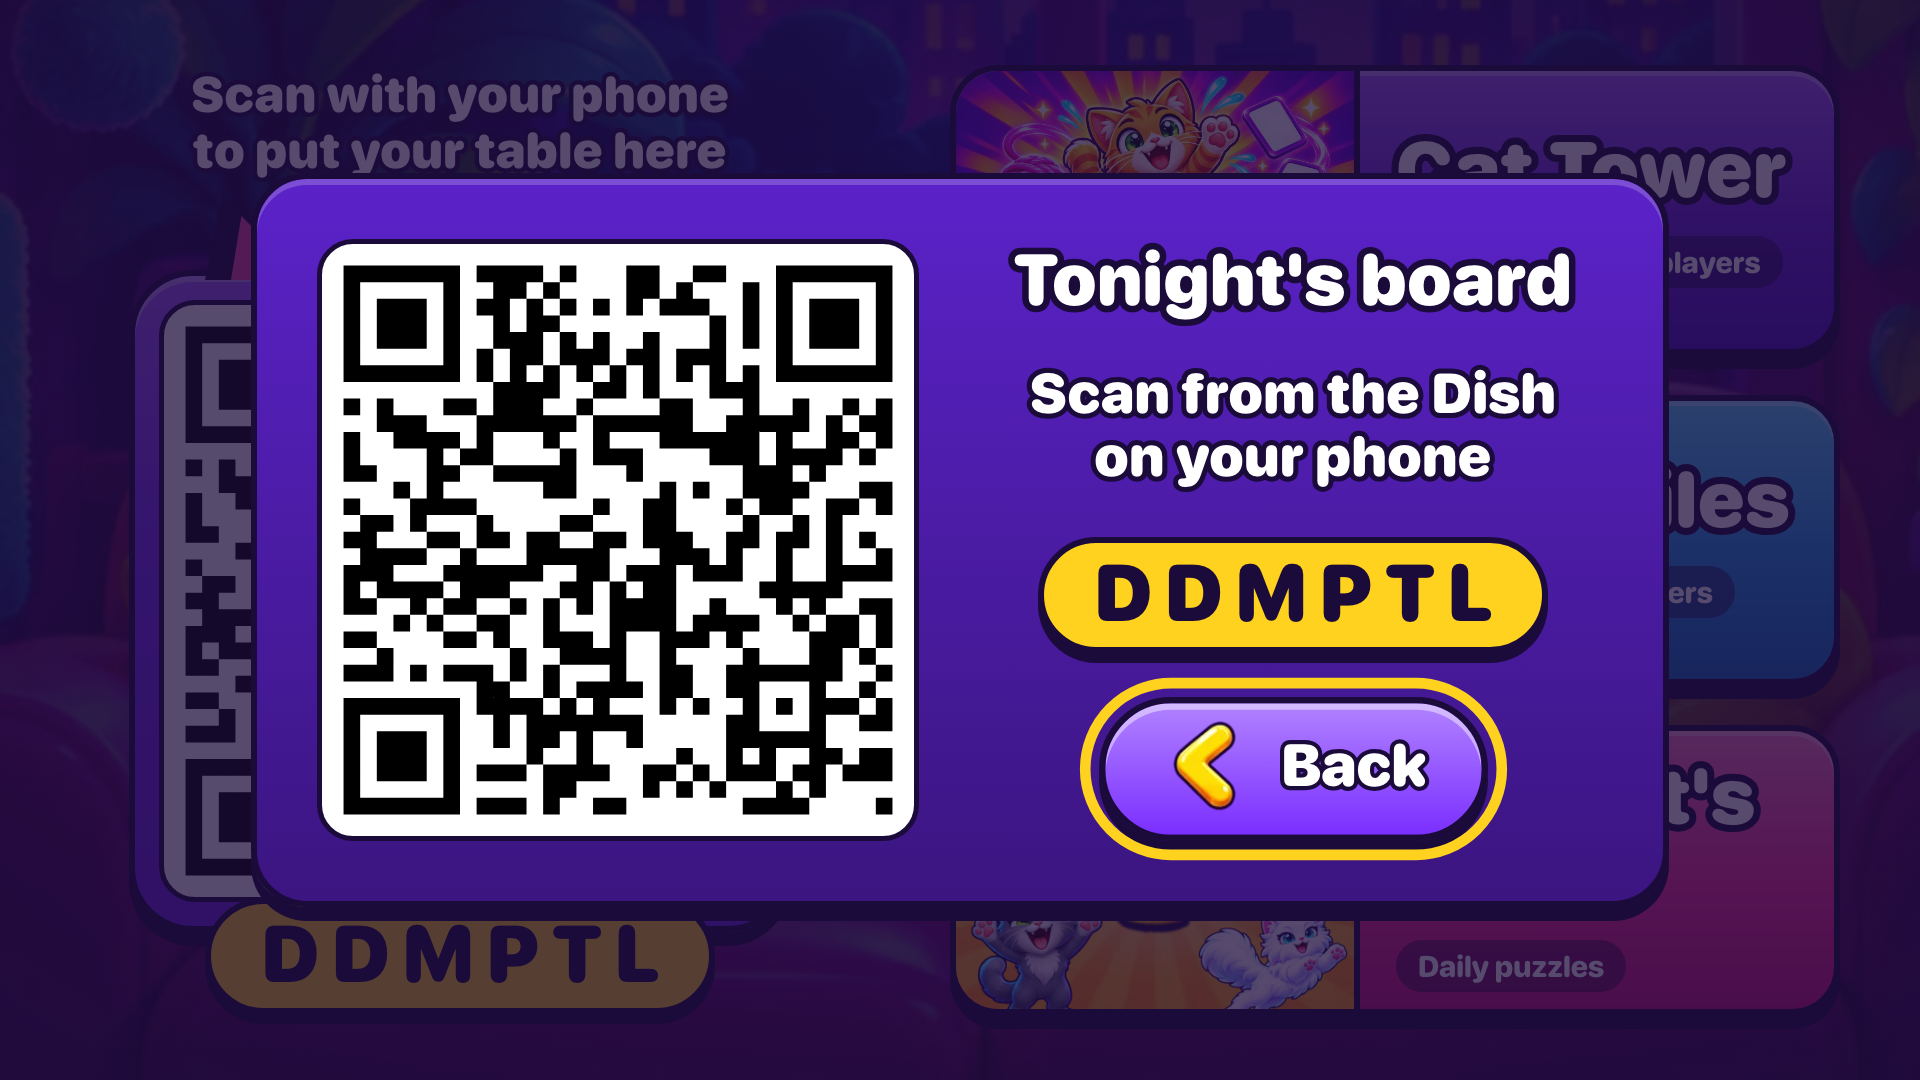 Scan with your phone
to put your table here
Cat Tower
players
Tonight's board
Scan from the Dish
on your phone
DDMPTL
Back
DDMPTL
Daily puzzles